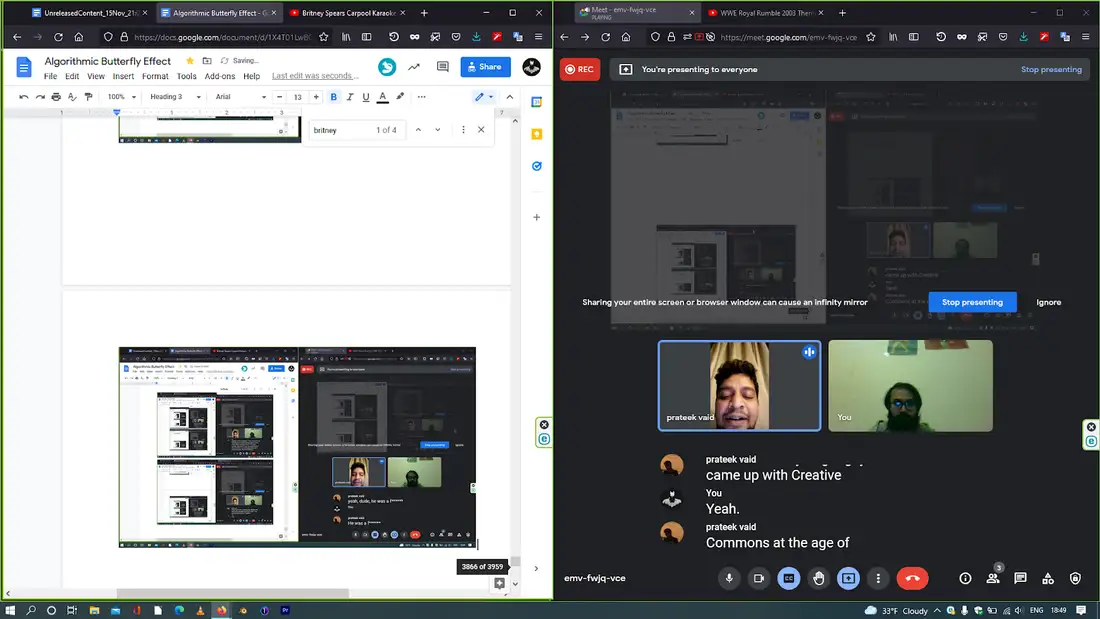 UnreleasedContent_15Nov_21s
Algorithmic Butterfly Effect - G
Britney Spears Carpool Karaoke
https://docs.google.com/document/d/1X4T01LwB
Algorithmic Butterfly Effect
Saving...
File Edit View Insert Format Tools Add-ons Help Last edit was seconds...
Share
100% Heading 3 Arial 13 B I U A
britney 1 of 4
3866 of 3959
Meet - emv-fwjq-vce
PLAYING
WWE Royal Rumble 2003 Them
https://meet.google.com/emv-fwjq-vce
REC
You're presenting to everyone
Stop presenting
Sharing your entire screen or browser window can cause an infinity mirror
Stop presenting
Ignore
prateek vaid
You
prateek vaid
came up with Creative
You
Yeah.
prateek vaid
Commons at the age of
emv-fwjq-vce
3
33°F Cloudy
ENG
18:49